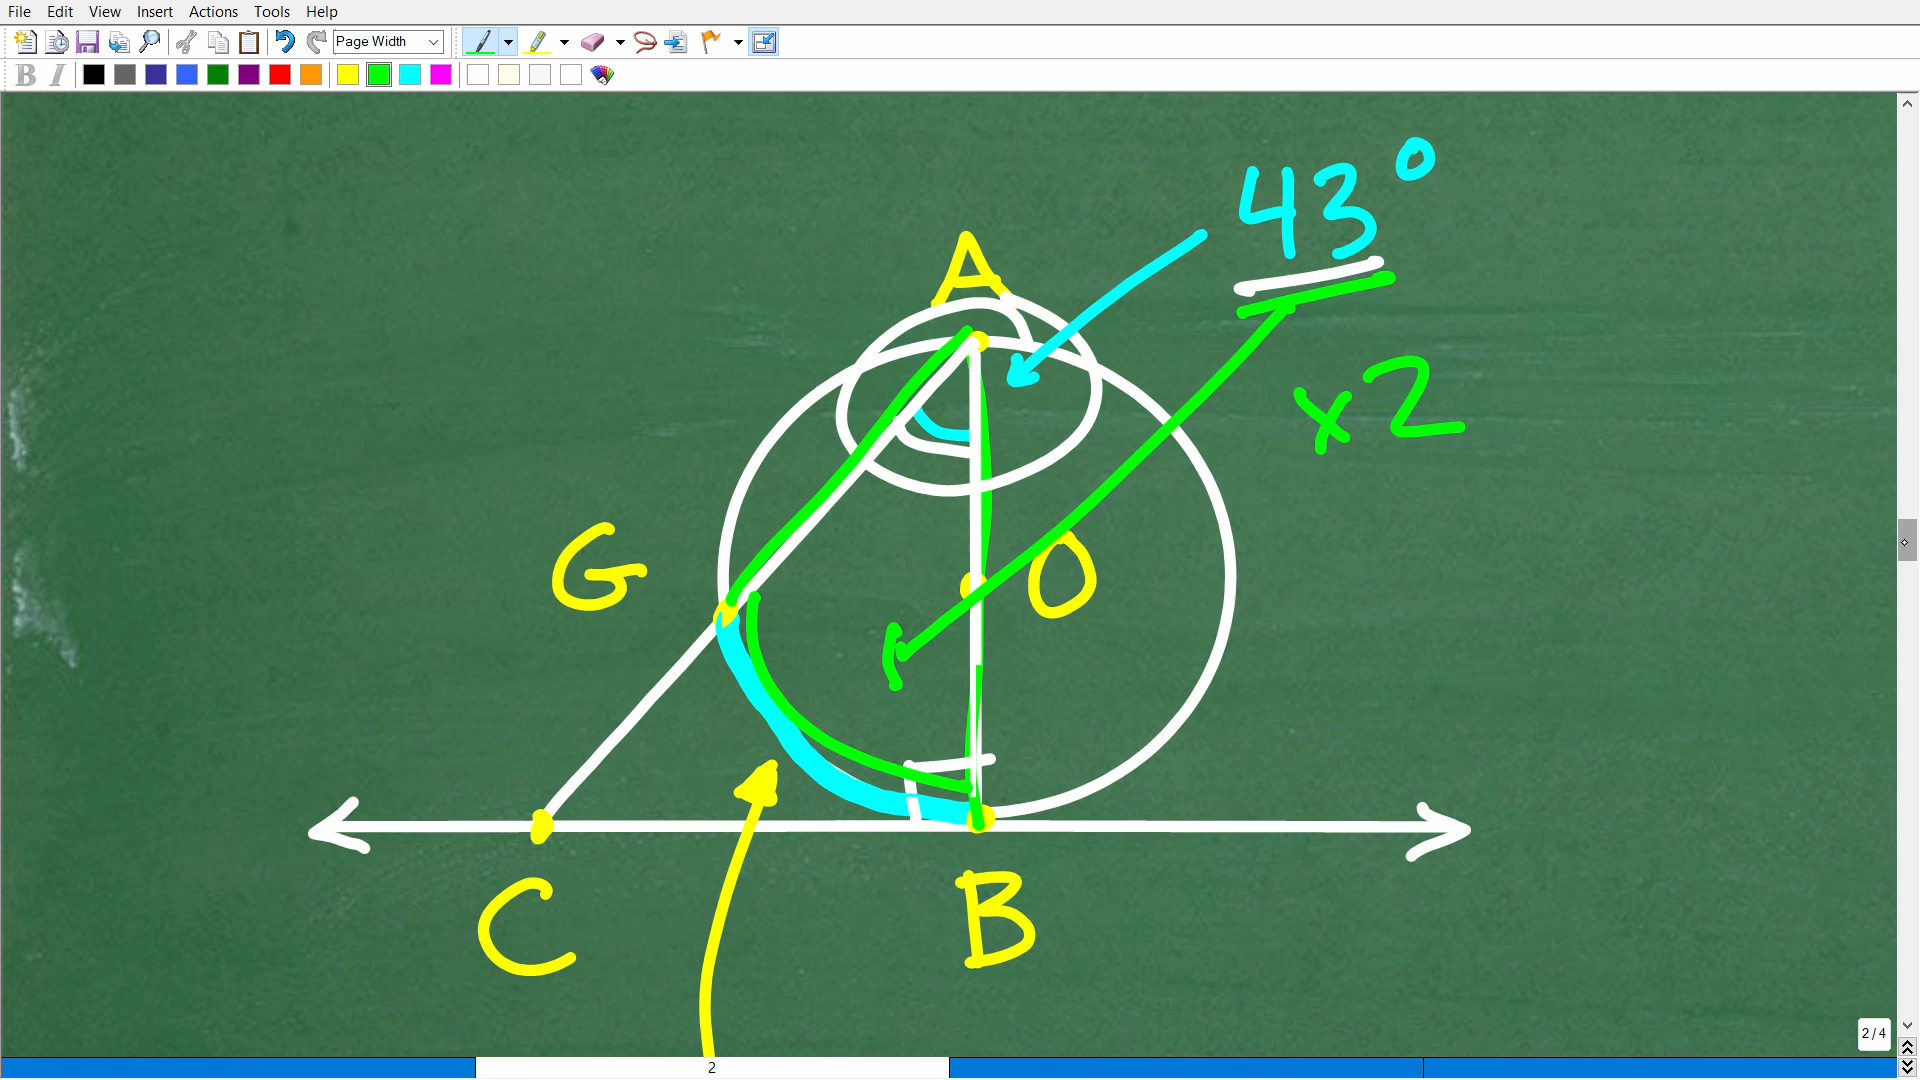 File Edit View Insert Actions Tools Help
Page Width
B I
43°
A
x2
G
O
C
B
2 / 4
2